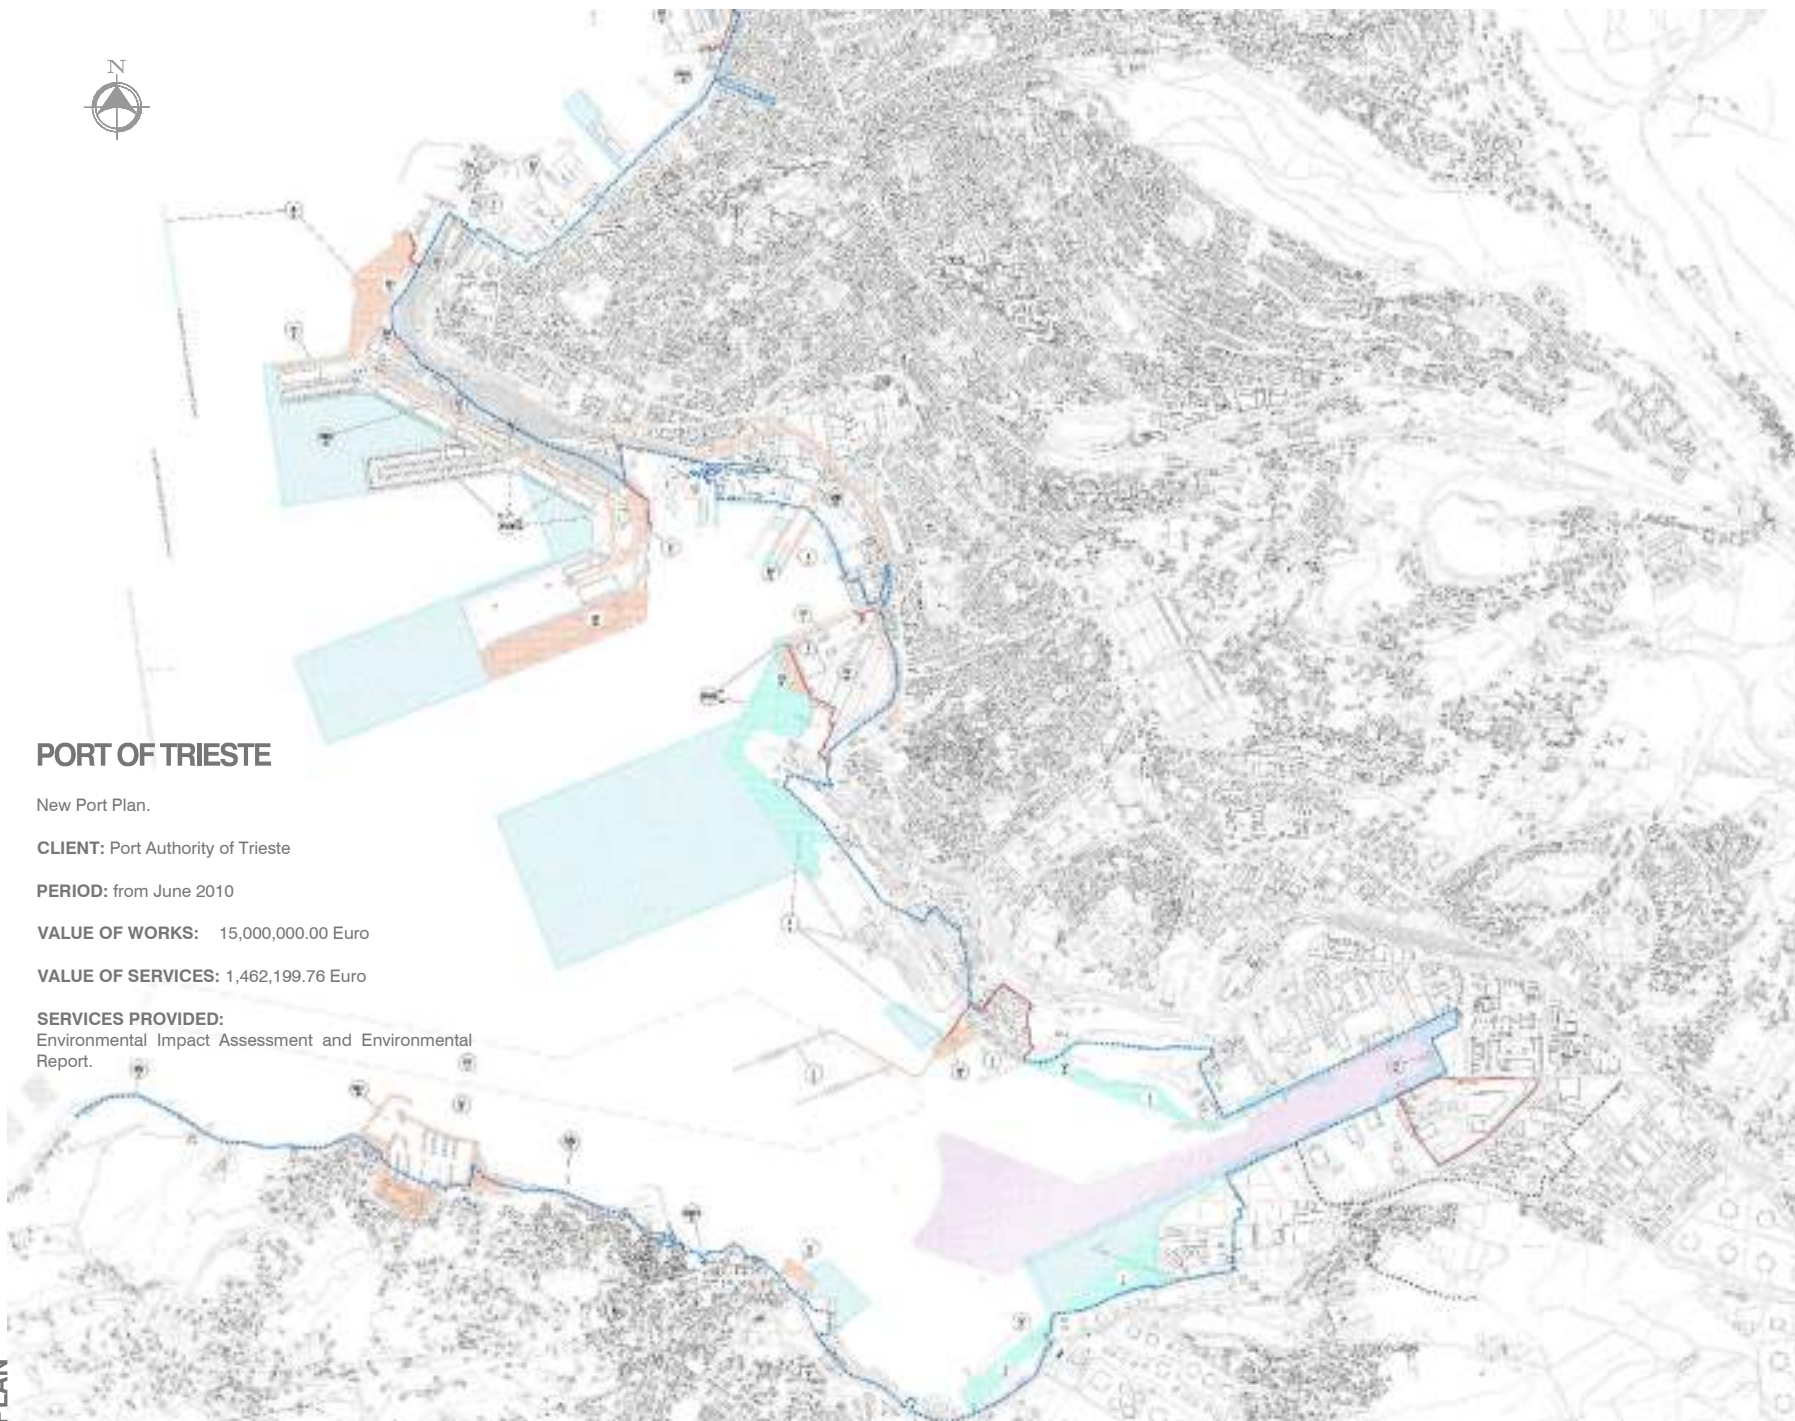 N
PORT OF TRIESTE
New Port Plan.
CLIENT: Port Authority of Trieste
PERIOD: from June 2010
VALUE OF WORKS: 15,000,000.00 Euro
VALUE OF SERVICES: 1,462,199.76 Euro
SERVICES PROVIDED:
Environmental Impact Assessment and Environmental
Report.
PLAN